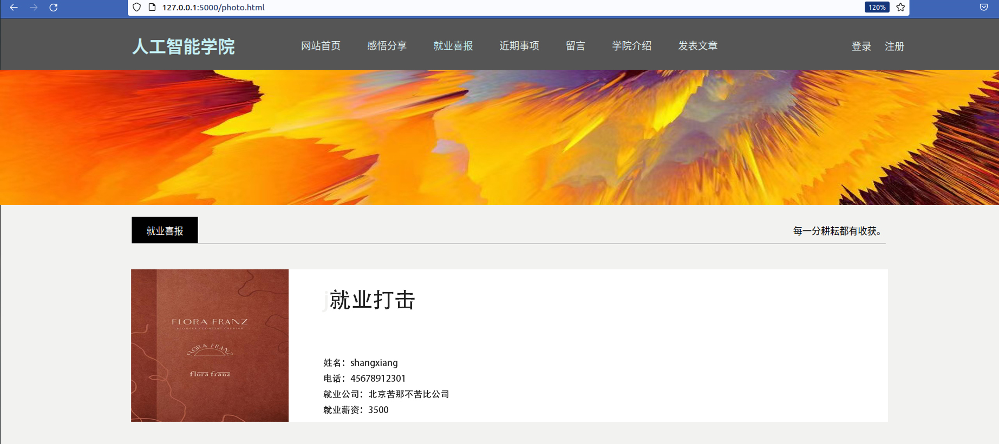 127.0.0.1:5000/photo.html
120%
人工智能学院
网站首页 感悟分享 就业喜报 近期事项 留言 学院介绍 发表文章
登录 注册
就业喜报
每一分耕耘都有收获。
FLORA FRANZ
BLOGGER · CONTENT CREATOR
FLORA FRANZ
flora franz
j就业打击
姓名：shangxiang
电话：45678912301
就业公司：北京苦那不苦比公司
就业薪资：3500